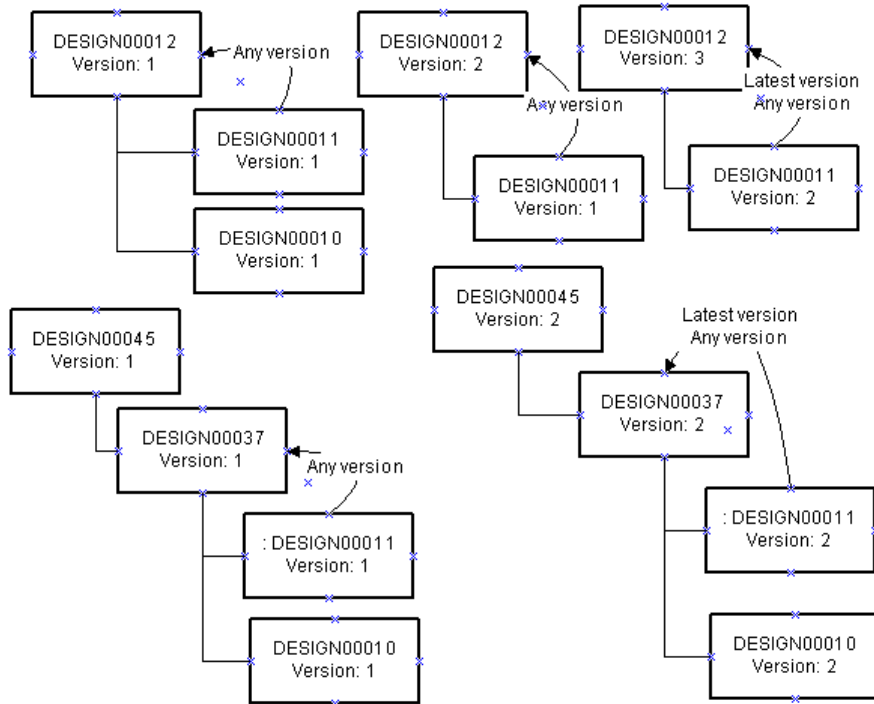 DESIGN00012
Version: 1
Any version
DESIGN00011
Version: 1
DESIGN00010
Version: 1
DESIGN00012
Version: 2
Any version
DESIGN00011
Version: 1
DESIGN00012
Version: 3
Latest version
Any version
DESIGN00011
Version: 2
DESIGN00045
Version: 1
DESIGN00037
Version: 1
Any version
: DESIGN00011
Version: 1
DESIGN00010
Version: 1
DESIGN00045
Version: 2
Latest version
Any version
DESIGN00037
Version: 2
: DESIGN00011
Version: 2
DESIGN00010
Version: 2